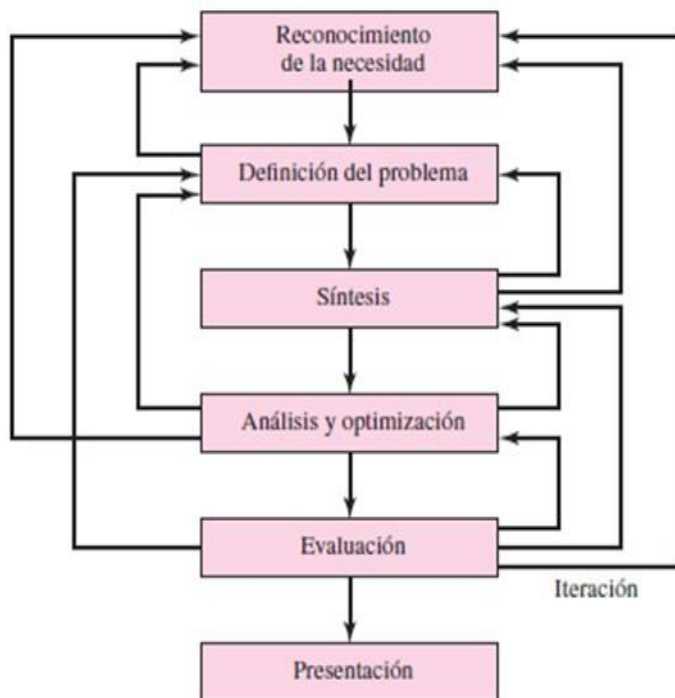 Reconocimiento
de la necesidad
Definición del problema
Síntesis
Análisis y optimización
Evaluación
Iteración
Presentación